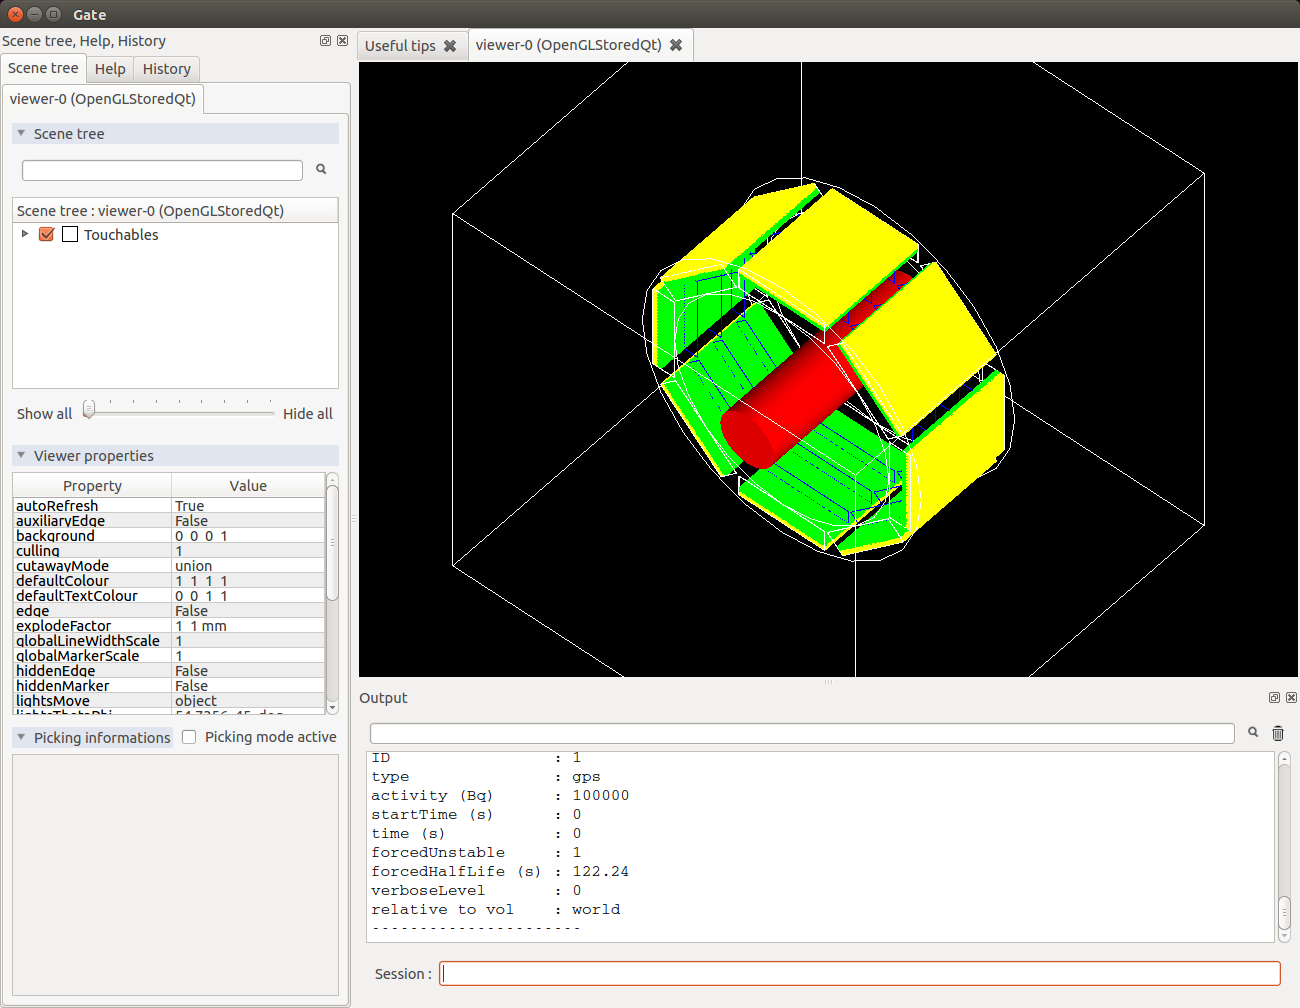 Gate
Scene tree, Help, History
Scene tree Help History
viewer-0 (OpenGLStoredQt)
Scene tree
Scene tree : viewer-0 (OpenGLStoredQt)
Touchables
Show all Hide all
Viewer properties
Property Value
autoRefresh True
auxiliaryEdge False
background 0 0 0 1
culling 1
cutawayMode union
defaultColour 1 1 1 1
defaultTextColour 0 0 1 1
edge False
explodeFactor 1 1 mm
globalLineWidthScale 1
globalMarkerScale 1
hiddenEdge False
hiddenMarker False
lightsMove object
Picking informations Picking mode active
Useful tips viewer-0 (OpenGLStoredQt)
Output
ID : 1
type : gps
activity (Bq) : 100000
startTime (s) : 0
time (s) : 0
forcedUnstable : 1
forcedHalfLife (s) : 122.24
verboseLevel : 0
relative to vol : world
----------------------
Session :